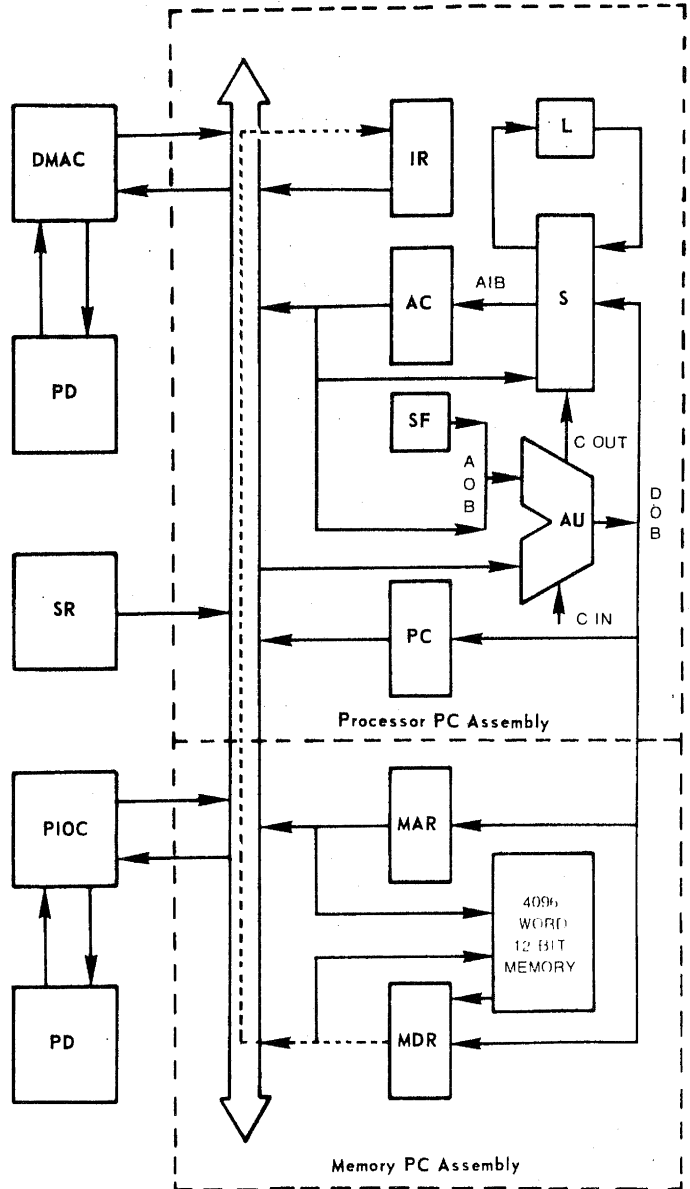 L
DMAC
IR
AIB
AC
S
PD
SF
C OUT
A
O
B
D
O
B
AU
SR
PC
C IN
Processor PC Assembly
PIOC
MAR
4096
WORD
12 BIT
MEMORY
PD
MDR
Memory PC Assembly